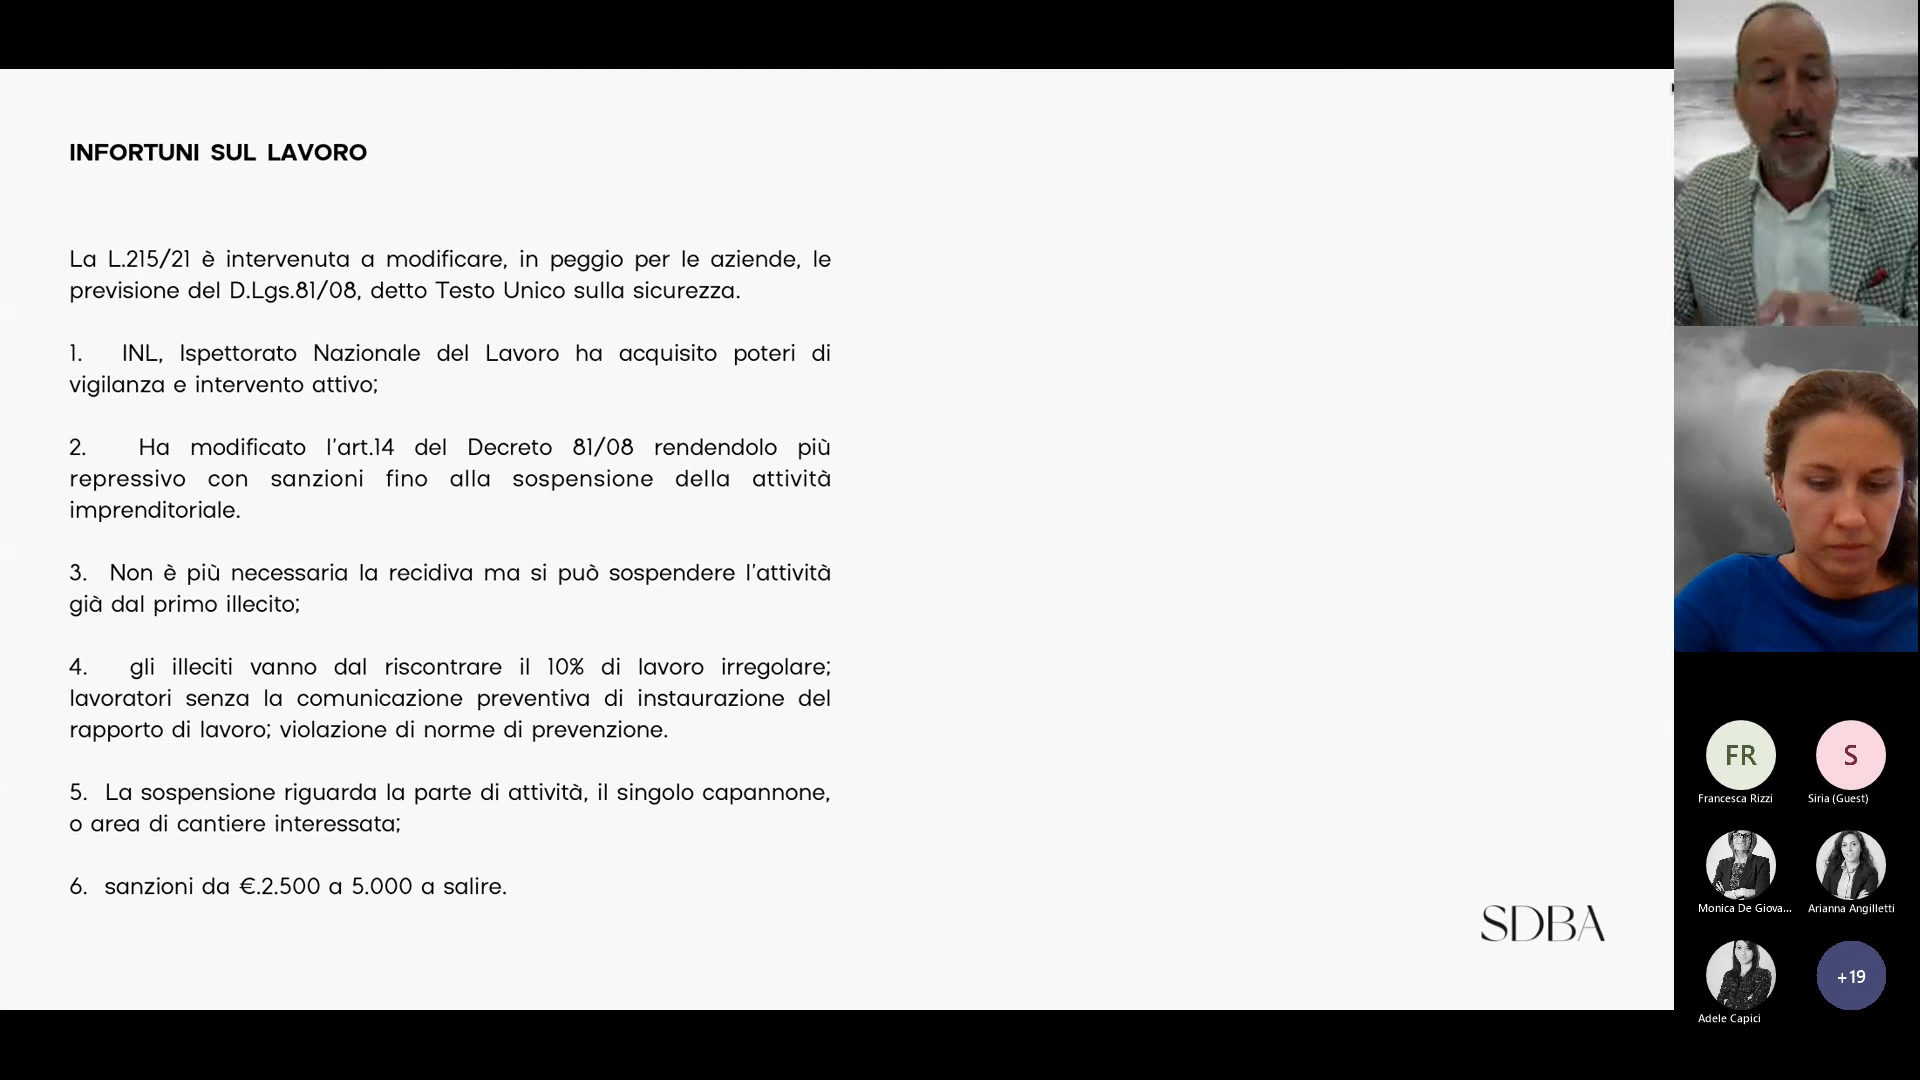 INFORTUNI SUL LAVORO
La L.215/21 è intervenuta a modificare, in peggio per le aziende, le
previsione del D.Lgs.81/08, detto Testo Unico sulla sicurezza.
1. INL, Ispettorato Nazionale del Lavoro ha acquisito poteri di
vigilanza e intervento attivo;
2. Ha modificato l'art.14 del Decreto 81/08 rendendolo più
repressivo con sanzioni fino alla sospensione della attività
imprenditoriale.
3. Non è più necessaria la recidiva ma si può sospendere l'attività
già dal primo illecito;
4. gli illeciti vanno dal riscontrare il 10% di lavoro irregolare;
lavoratori senza la comunicazione preventiva di instaurazione del
rapporto di lavoro; violazione di norme di prevenzione.
5. La sospensione riguarda la parte di attività, il singolo capannone,
o area di cantiere interessata;
6. sanzioni da €.2.500 a 5.000 a salire.
SDBA
FR
S
Francesca Rizzi
Siria (Guest)
Monica De Giova...
Arianna Angilletti
+19
Adele Capici